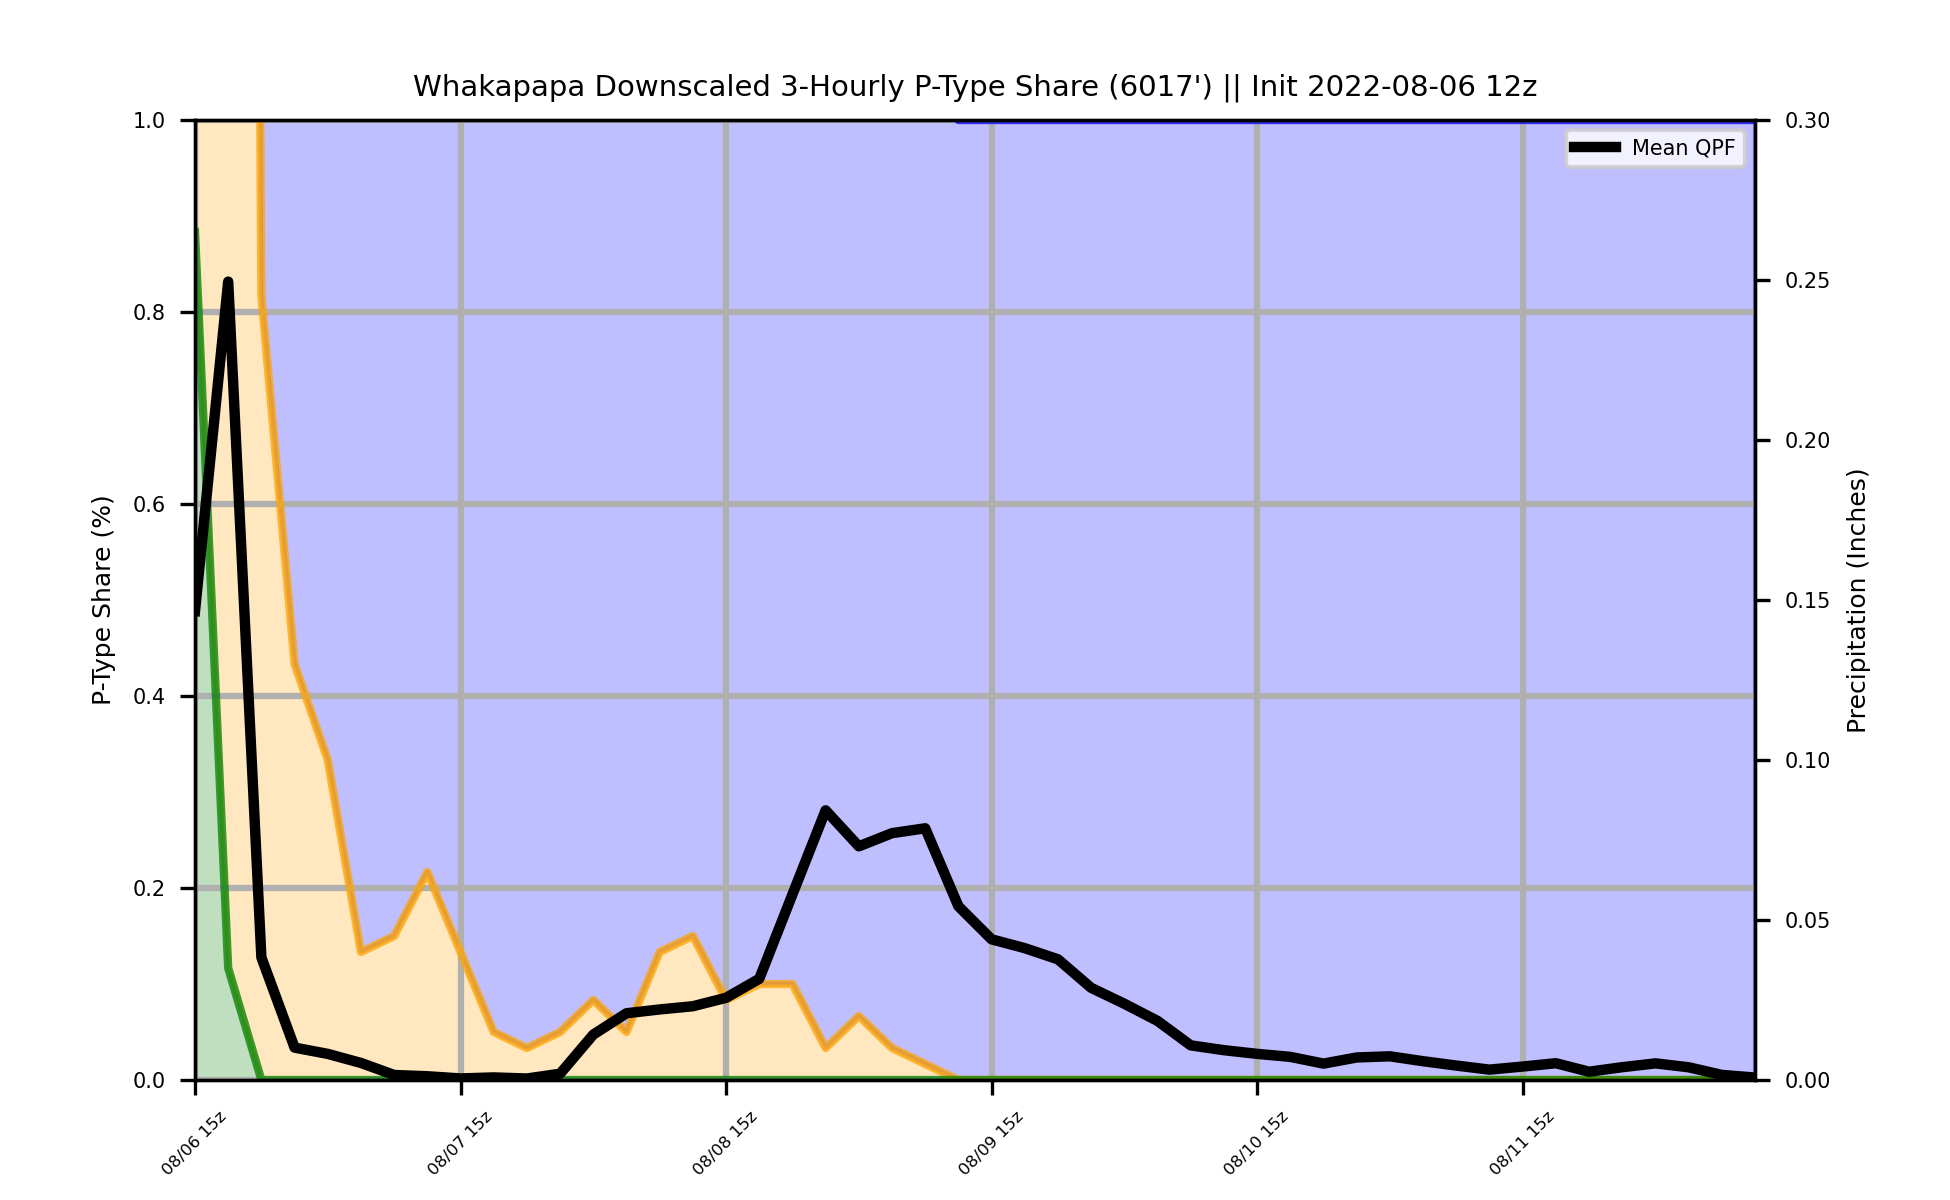 Whakapapa Downscaled 3-Hourly P-Type Share (6017') || Init 2022-08-06 12z
Mean QPF
P-Type Share (%)
1.0
0.8
0.6
0.4
0.2
0.0
Precipitation (Inches)
0.30
0.25
0.20
0.15
0.10
0.05
0.00
08/06 15z
08/07 15z
08/08 15z
08/09 15z
08/10 15z
08/11 15z